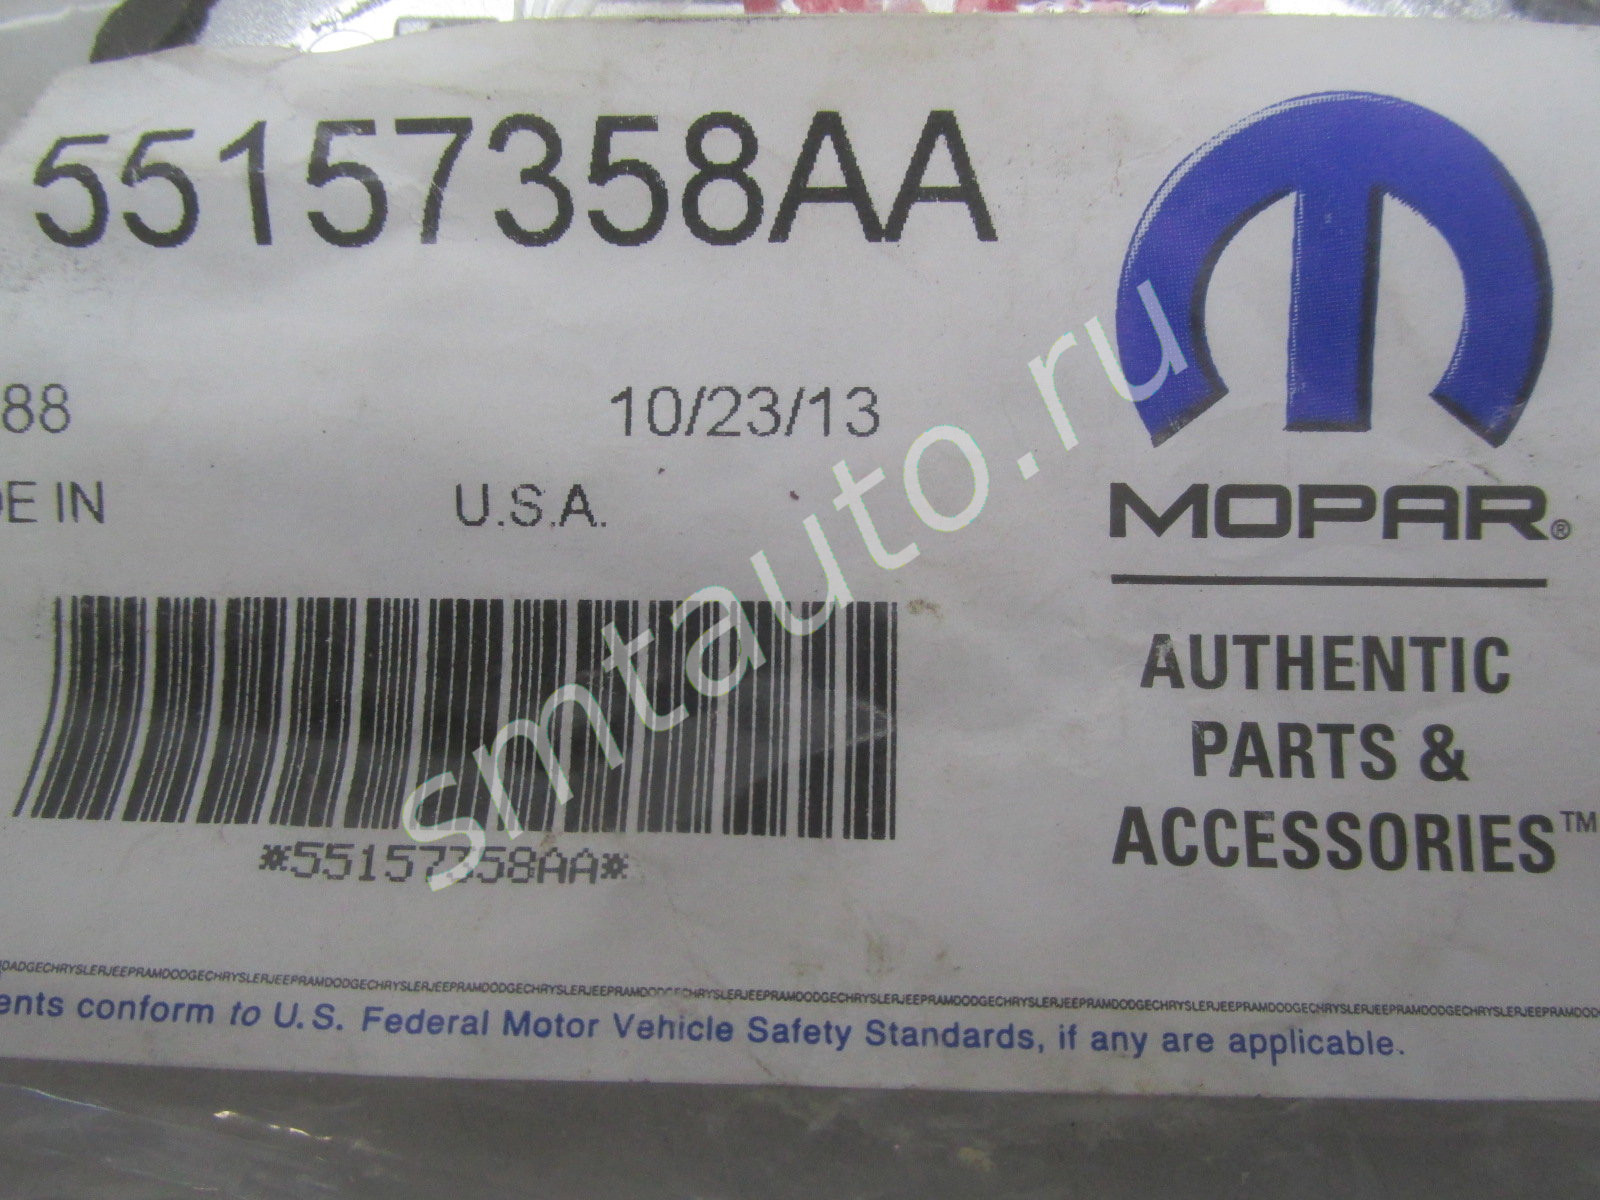 55157358AA
88
10/23/13
DE IN
U.S.A.
MOPAR®
AUTHENTIC
PARTS &
ACCESSORIES™
*55157358AA*
DODGECHRYSLERJEEPRAMDODGECHRYSLERJEEPRAMDODGECHRYSLERJEEPRAMDODGECHRYSLERJEEPRAMDODGECHRYSLERJEEPRAMDODGECHRYSLERJEEPRAMDODGECHRYSLERJEEPRAMDOD
ents conform to U.S. Federal Motor Vehicle Safety Standards, if any are applicable.
smtauto.ru